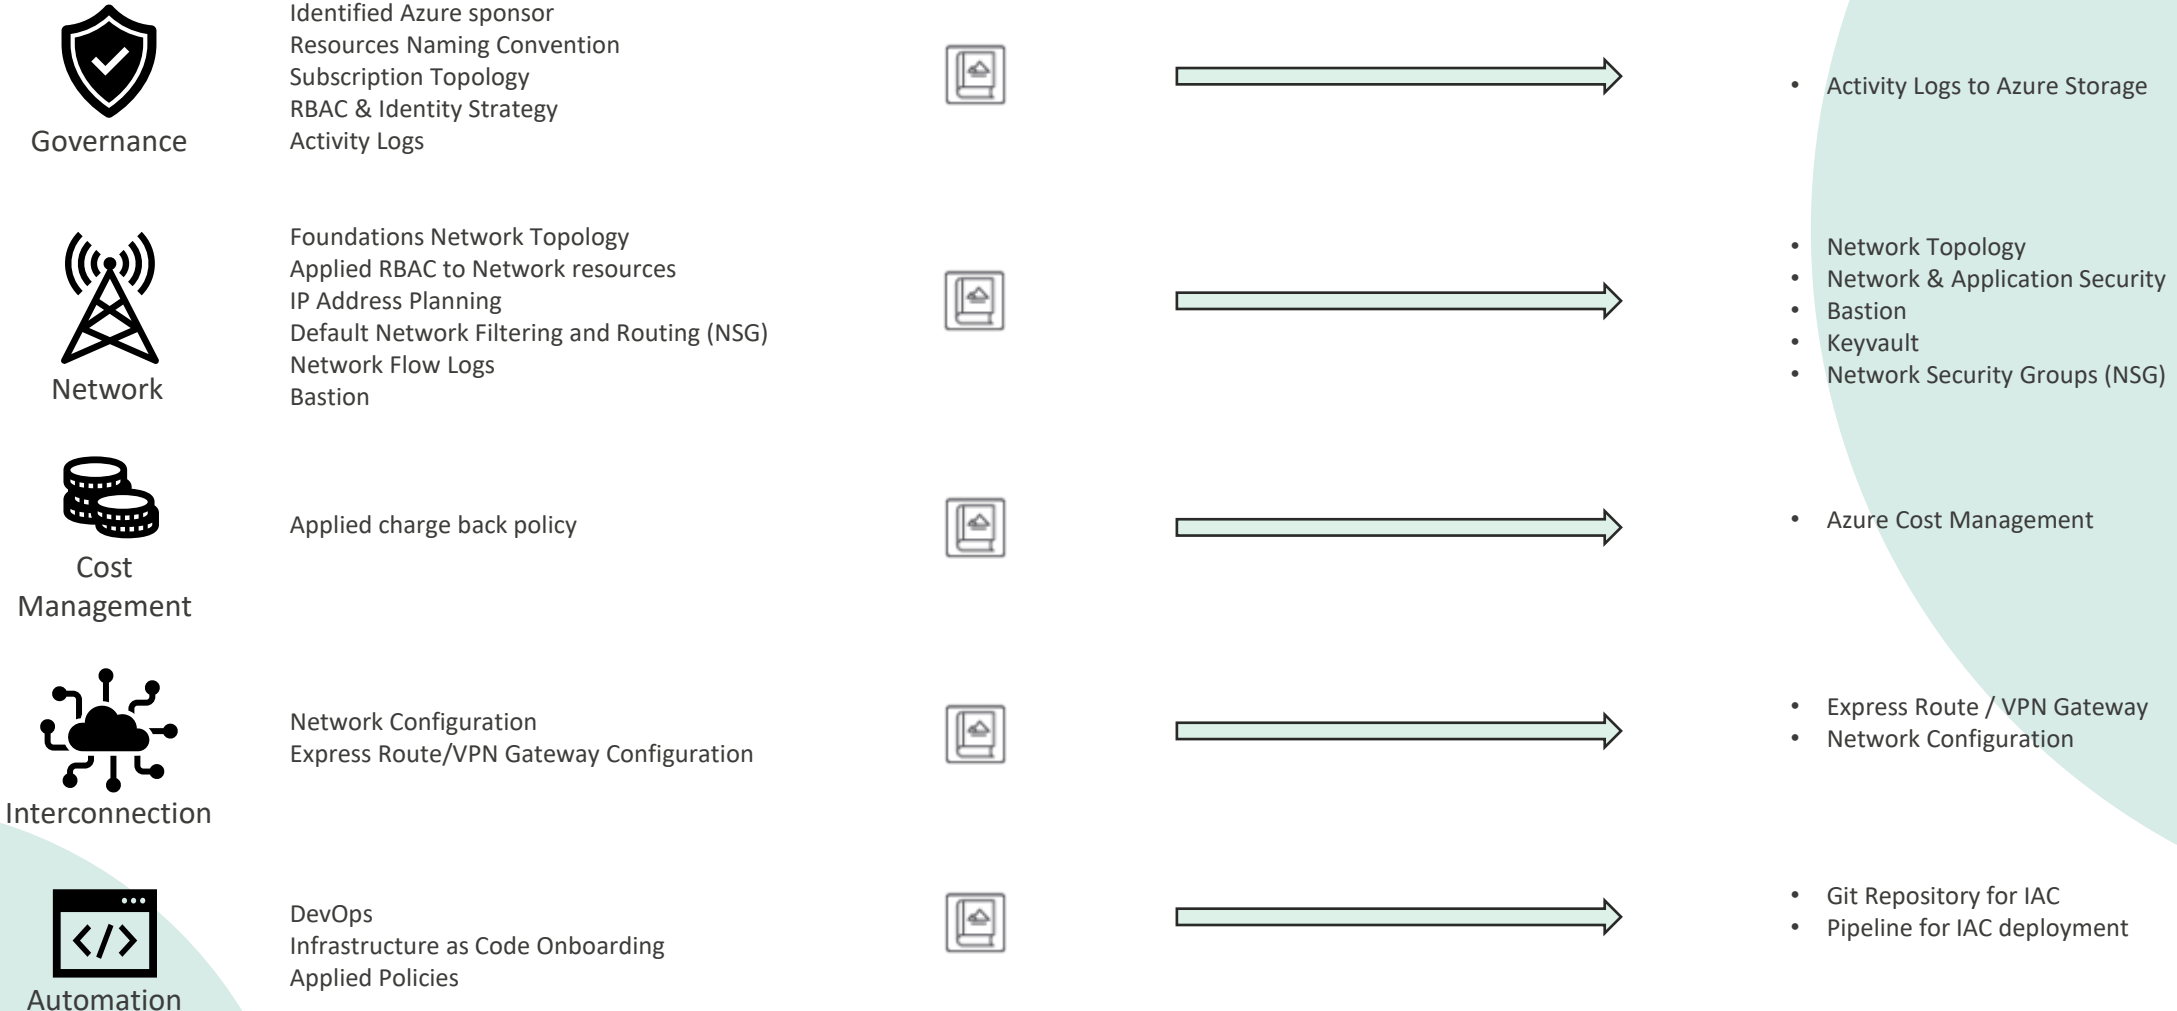 Governance
Identified Azure sponsor
Resources Naming Convention
Subscription Topology
RBAC & Identity Strategy
Activity Logs
• Activity Logs to Azure Storage
Network
Foundations Network Topology
Applied RBAC to Network resources
IP Address Planning
Default Network Filtering and Routing (NSG)
Network Flow Logs
Bastion
• Network Topology
• Network & Application Security
• Bastion
• Keyvault
• Network Security Groups (NSG)
Cost
Management
Applied charge back policy
• Azure Cost Management
Interconnection
Network Configuration
Express Route/VPN Gateway Configuration
• Express Route / VPN Gateway
• Network Configuration
</>
Automation
DevOps
Infrastructure as Code Onboarding
Applied Policies
• Git Repository for IAC
• Pipeline for IAC deployment